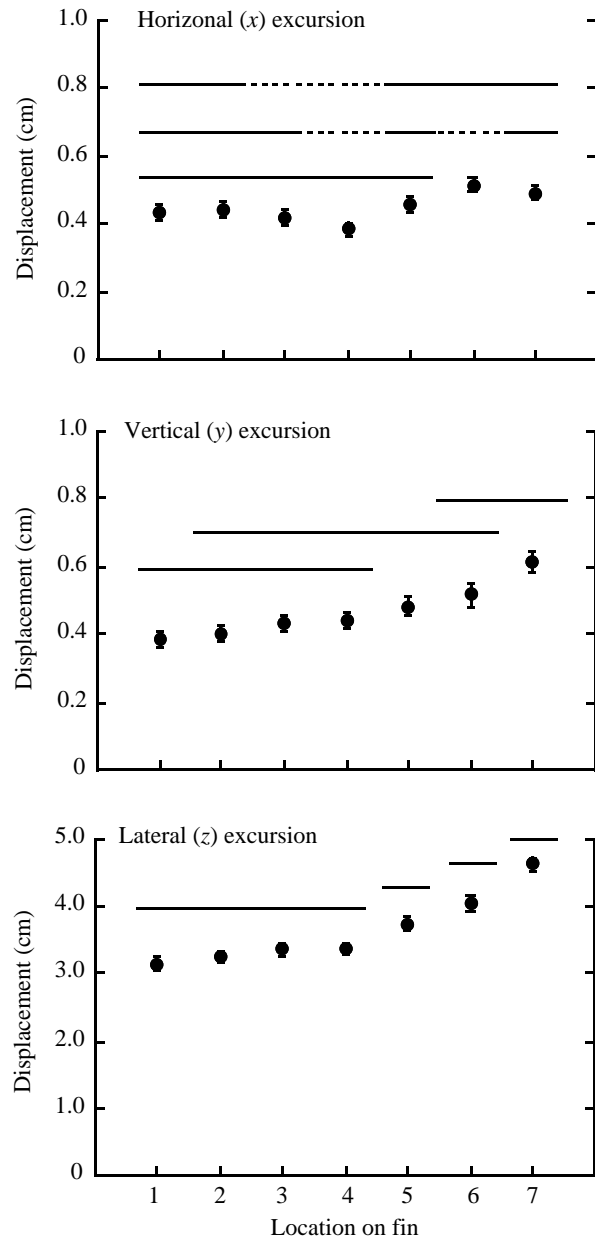 Horizonal (x) excursion
1.0
0.8
0.6
0.4
0.2
0
Displacement (cm)
Vertical (y) excursion
1.0
0.8
0.6
0.4
0.2
0
Displacement (cm)
Lateral (z) excursion
5.0
4.0
3.0
2.0
1.0
0
Displacement (cm)
1 2 3 4 5 6 7
Location on fin